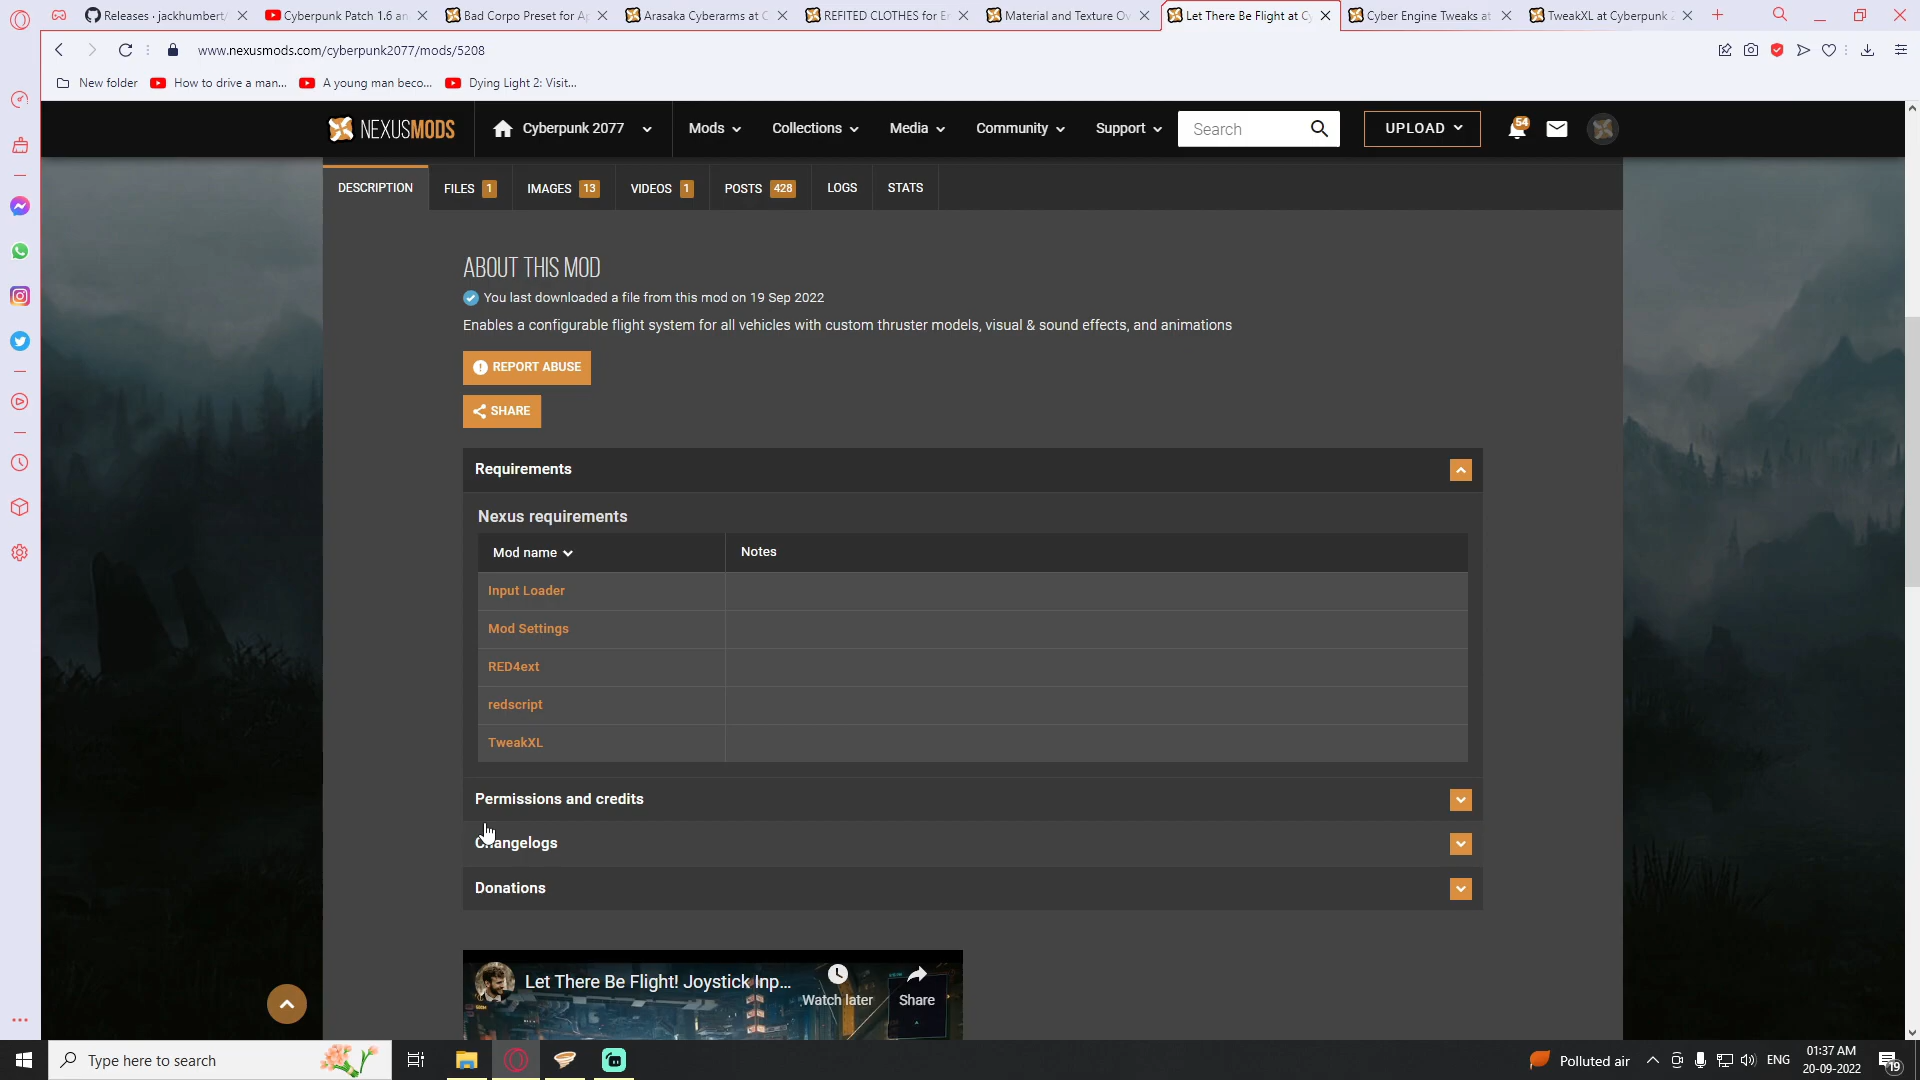 Releases · jackhumbert/
Cyberpunk Patch 1.6 an
Bad Corpo Preset for A
Arasaka Cyberarms at C
REFITED CLOTHES for E
Material and Texture O
Let There Be Flight at C
Cyber Engine Tweaks at
TweakXL at Cyberpunk
www.nexusmods.com/cyberpunk2077/mods/5208
New folder
How to drive a man...
A young man beco...
Dying Light 2: Visit...
NEXUSMODS
Cyberpunk 2077
Mods
Collections
Media
Community
Support
Search
UPLOAD
54
DESCRIPTION
FILES 1
IMAGES 13
VIDEOS 1
POSTS 428
LOGS
STATS
ABOUT THIS MOD
You last downloaded a file from this mod on 19 Sep 2022
Enables a configurable flight system for all vehicles with custom thruster models, visual & sound effects, and animations
REPORT ABUSE
SHARE
Requirements
Nexus requirements
Mod name
Notes
Input Loader
Mod Settings
RED4ext
redscript
TweakXL
Permissions and credits
Changelogs
Donations
Let There Be Flight! Joystick Inp...
Watch later
Share
Type here to search
Polluted air
ENG
01:37 AM
20-09-2022
19